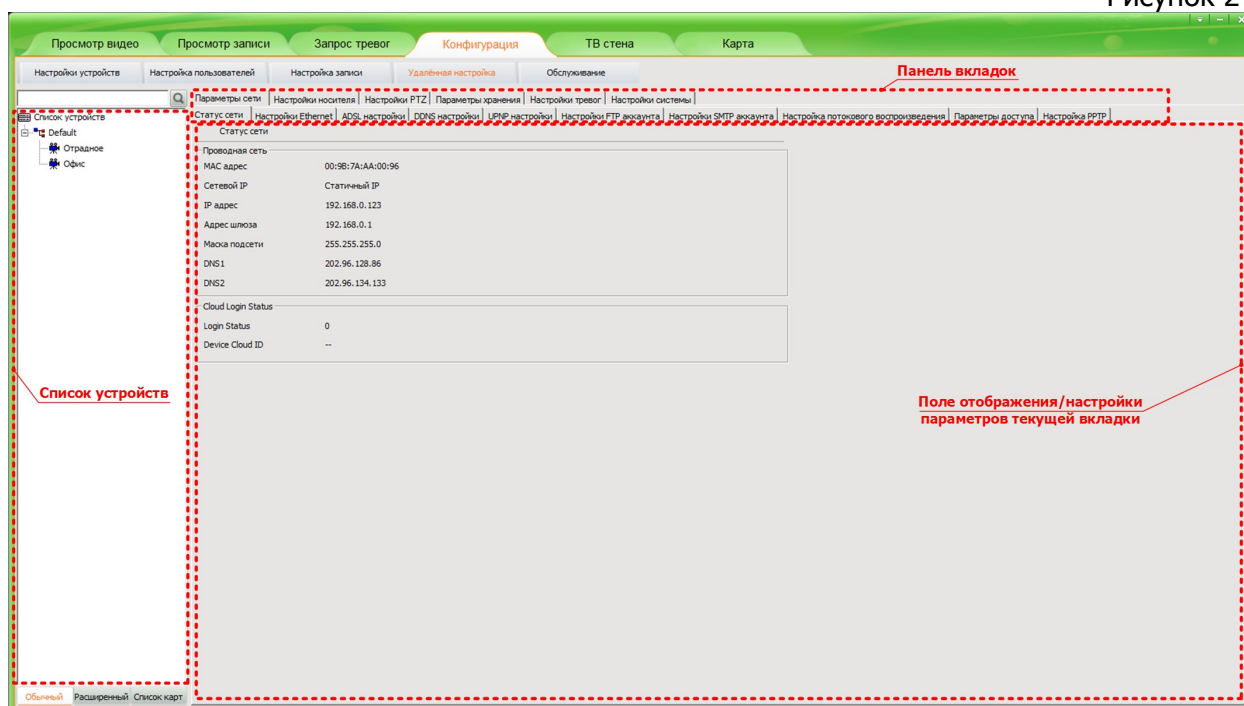 Рисунок 2
Просмотр видео Просмотр записи Запрос тревог Конфигурация ТВ стена Карта
Настройки устройств Настройка пользователей Настройка записи Удалённая настройка Обслуживание
Панель вкладок
Параметры сети Настройки носителя Настройки PTZ Параметры хранения Настройки тревог Настройки системы
Статус сети Настройки Ethernet ADSL настройки DDNS настройки UPNP настройки Настройки FTP аккаунта Настройки SMTP аккаунта Настройка потокового воспроизведения Параметры доступа Настройка PPTP
Список устройств
Default
Отрадное
Офис
Статус сети
Проводная сеть
MAC адрес 00:9B:7A:AA:00:96
Сетевой IP Статичный IP
IP адрес 192.168.0.123
Адрес шлюза 192.168.0.1
Маска подсети 255.255.255.0
DNS1 202.96.128.86
DNS2 202.96.134.133
Cloud Login Status
Login Status 0
Device Cloud ID --
Список устройств
Поле отображения/настройки
параметров текущей вкладки
Обычный Расширенный Список карт